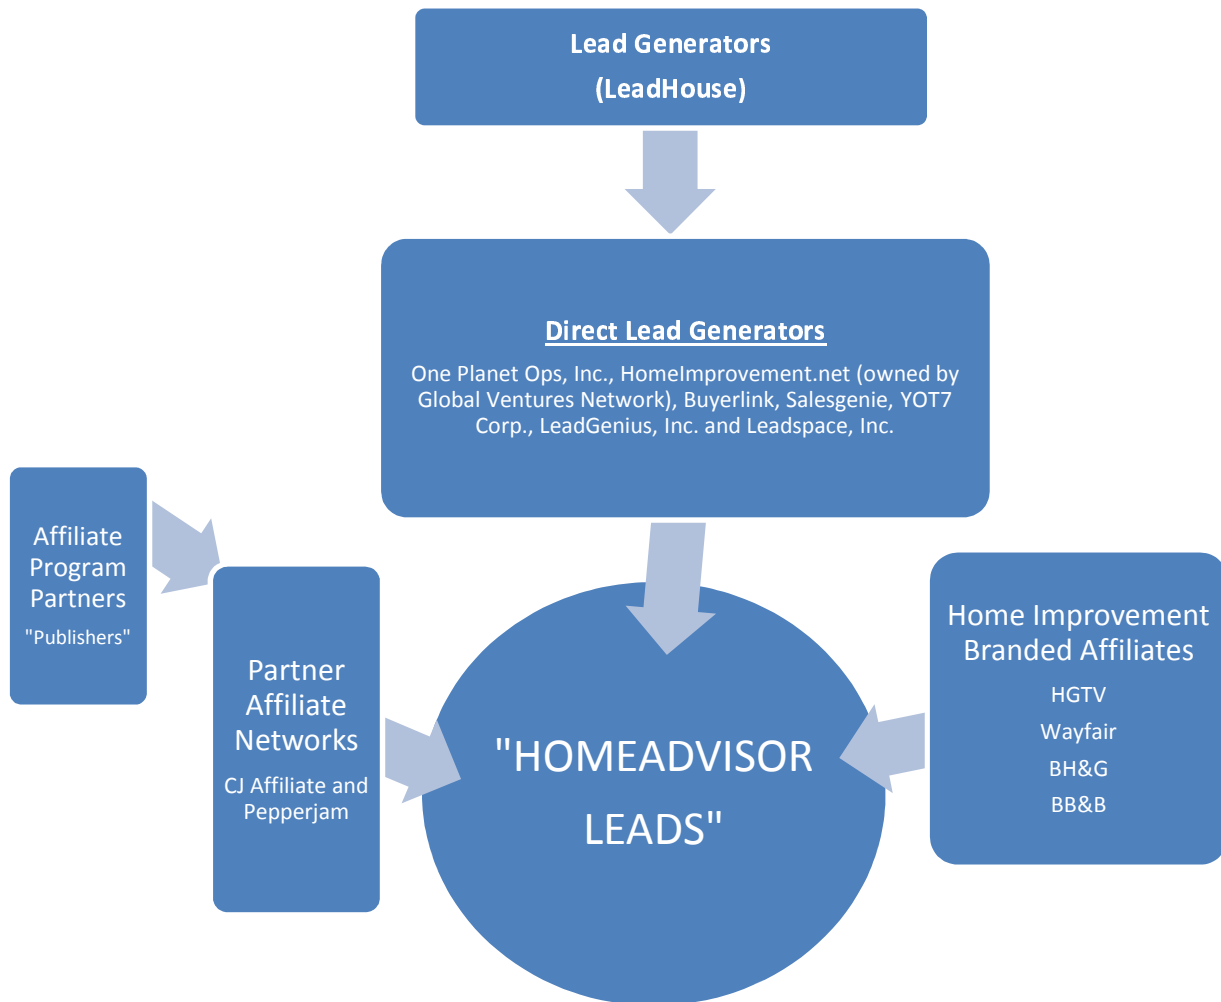 Lead Generators
(LeadHouse)
Direct Lead Generators
One Planet Ops, Inc., HomeImprovement.net (owned by
Global Ventures Network), Buyerlink, Salesgenie, YOT7
Corp., LeadGenius, Inc. and Leadspace, Inc.
Affiliate
Program
Partners
"Publishers"
Partner
Affiliate
Networks
CJ Affiliate and
Pepperjam
"HOMEADVISOR
LEADS"
Home Improvement
Branded Affiliates
HGTV
Wayfair
BH&G
BB&B